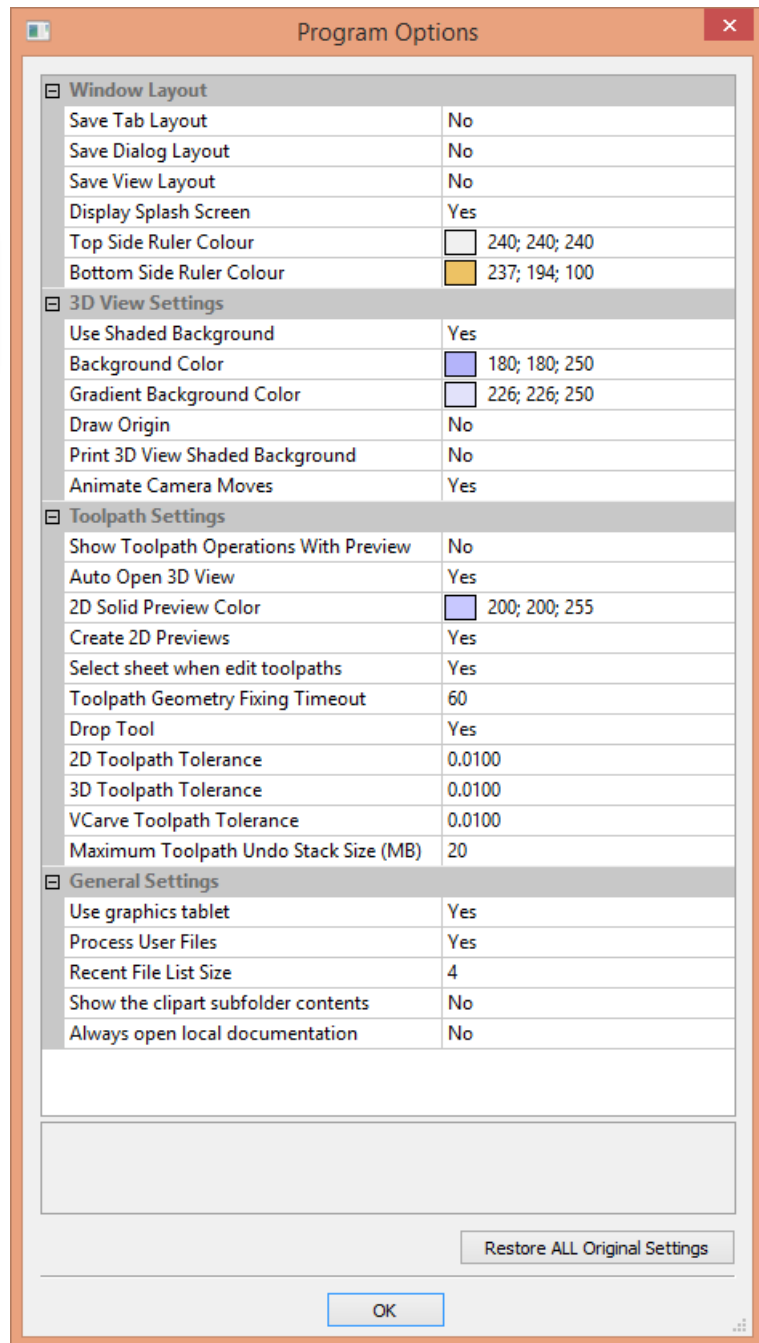 Program Options
Window Layout
Save Tab Layout No
Save Dialog Layout No
Save View Layout No
Display Splash Screen Yes
Top Side Ruler Colour 240; 240; 240
Bottom Side Ruler Colour 237; 194; 100
3D View Settings
Use Shaded Background Yes
Background Color 180; 180; 250
Gradient Background Color 226; 226; 250
Draw Origin No
Print 3D View Shaded Background No
Animate Camera Moves Yes
Toolpath Settings
Show Toolpath Operations With Preview No
Auto Open 3D View Yes
2D Solid Preview Color 200; 200; 255
Create 2D Previews Yes
Select sheet when edit toolpaths Yes
Toolpath Geometry Fixing Timeout 60
Drop Tool Yes
2D Toolpath Tolerance 0.0100
3D Toolpath Tolerance 0.0100
VCarve Toolpath Tolerance 0.0100
Maximum Toolpath Undo Stack Size (MB) 20
General Settings
Use graphics tablet Yes
Process User Files Yes
Recent File List Size 4
Show the clipart subfolder contents No
Always open local documentation No
Restore ALL Original Settings
OK